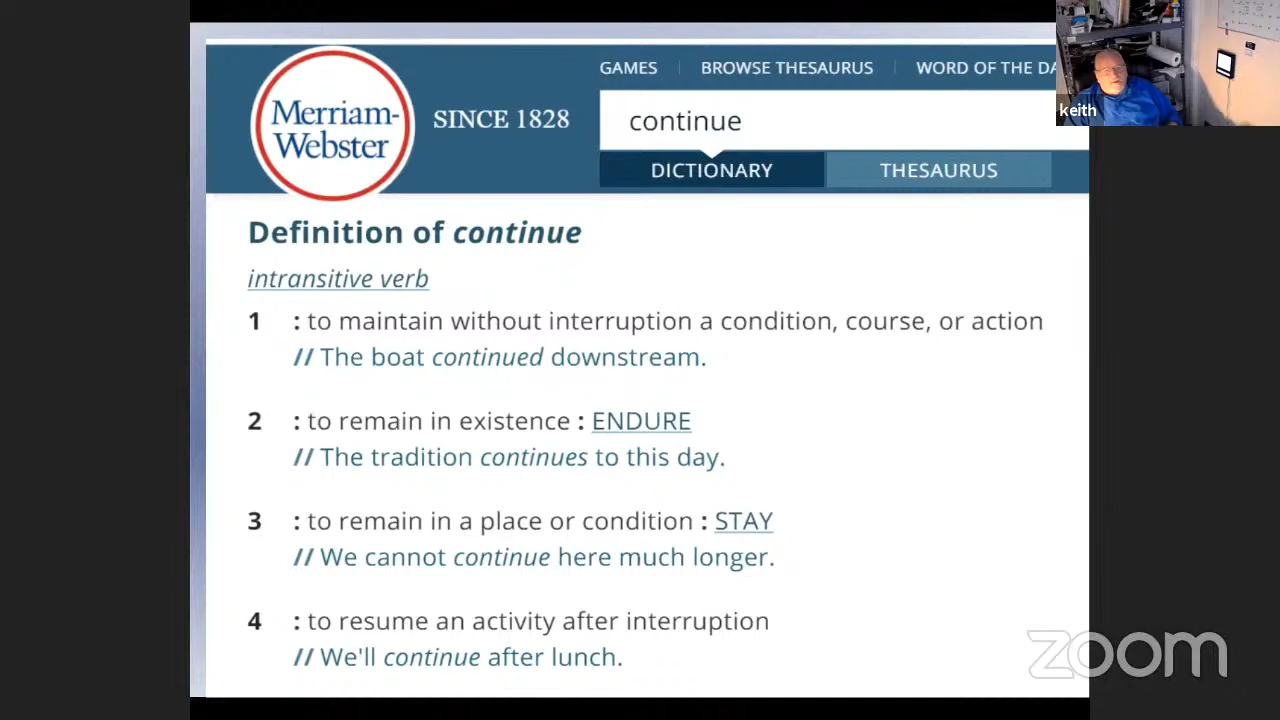 GAMES BROWSE THESAURUS WORD OF THE DA
Merriam-
Webster
SINCE 1828
continue
DICTIONARY THESAURUS
keith
Definition of continue
intransitive verb
1 : to maintain without interruption a condition, course, or action
// The boat continued downstream.
2 : to remain in existence : ENDURE
// The tradition continues to this day.
3 : to remain in a place or condition : STAY
// We cannot continue here much longer.
4 : to resume an activity after interruption
// We'll continue after lunch.
zoom